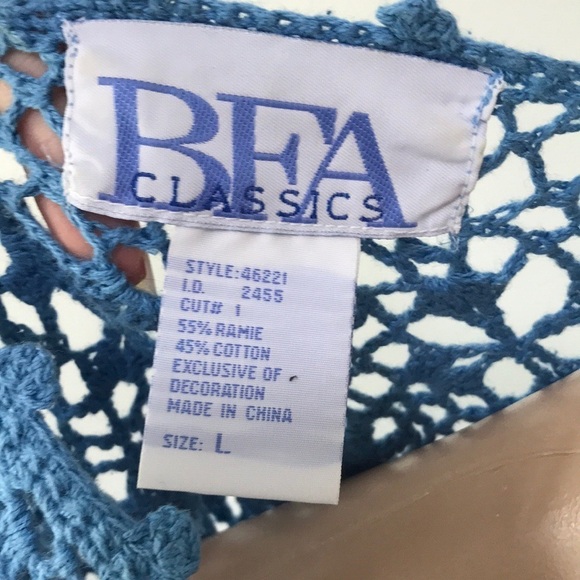 BFA
CLASSICS
STYLE:46221
I.D. 2455
CUT# 1
55% RAMIE
45% COTTON
EXCLUSIVE OF
DECORATION
MADE IN CHINA
SIZE: L